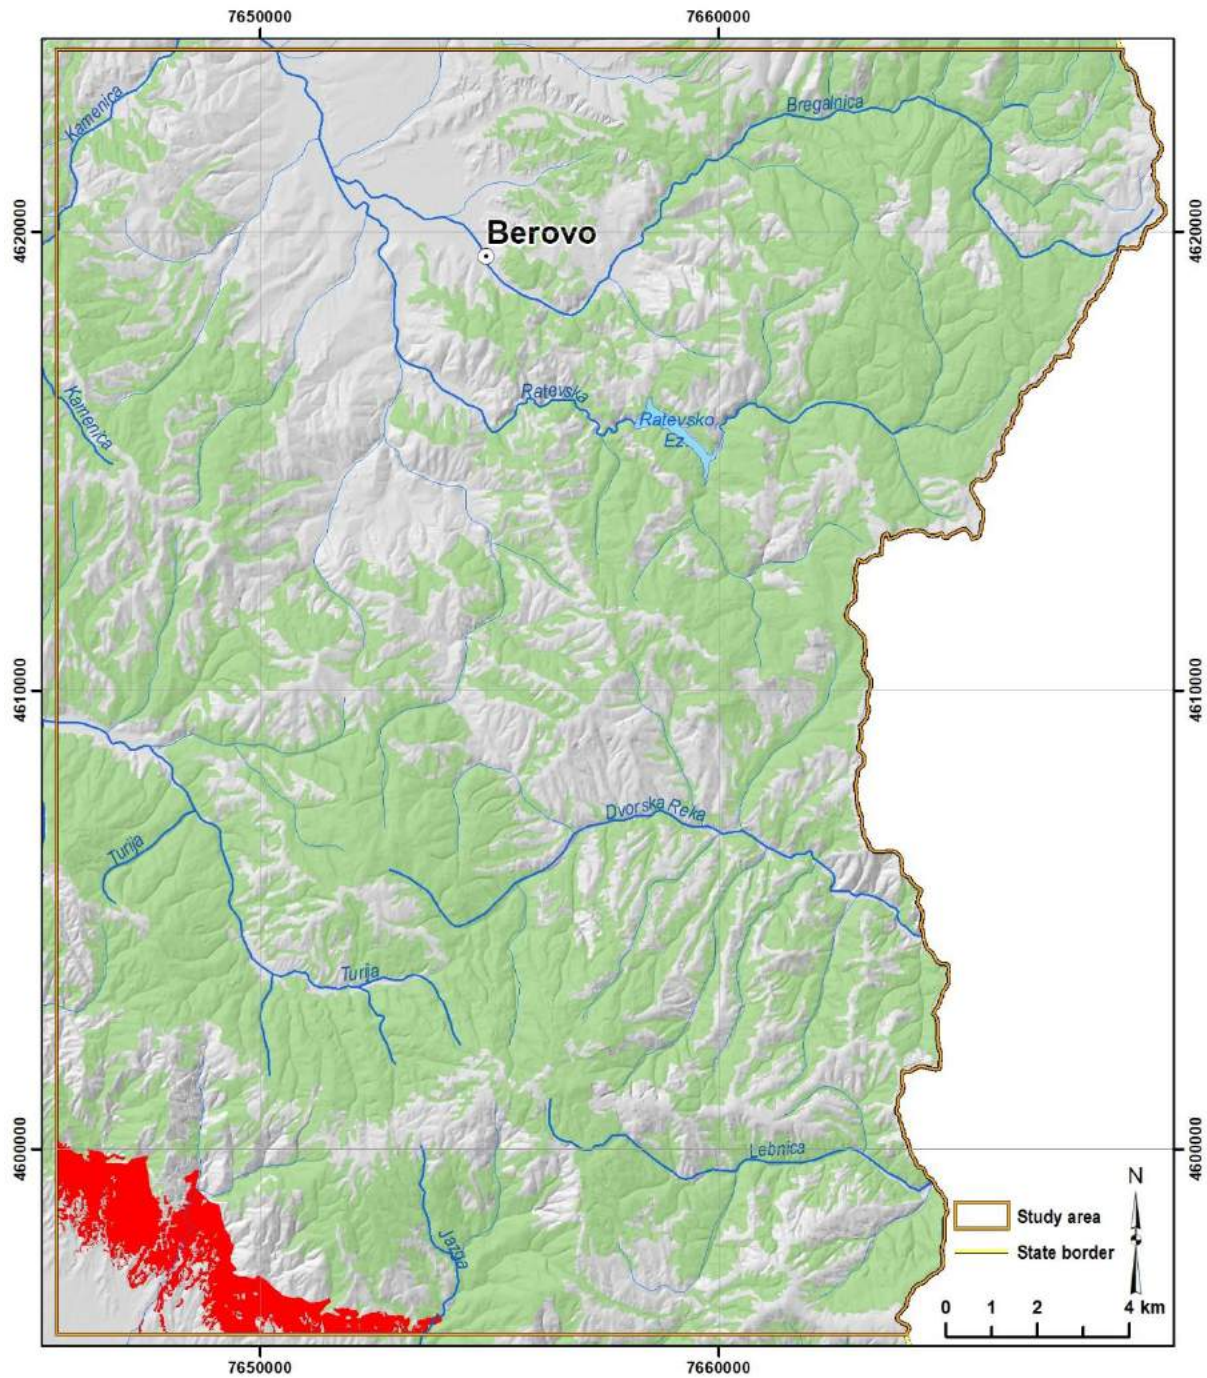 7650000
7660000
Kamenica
Bregalnica
4620000
4620000
Berovo
Kamenica
Ratevska
Ratevsko
Ez.
4610000
4610000
Dvorska Reka
Turija
Turija
4600000
4600000
Lebnica
N
Study area
Jazga
State border
0 1 2 4 km
7650000
7660000